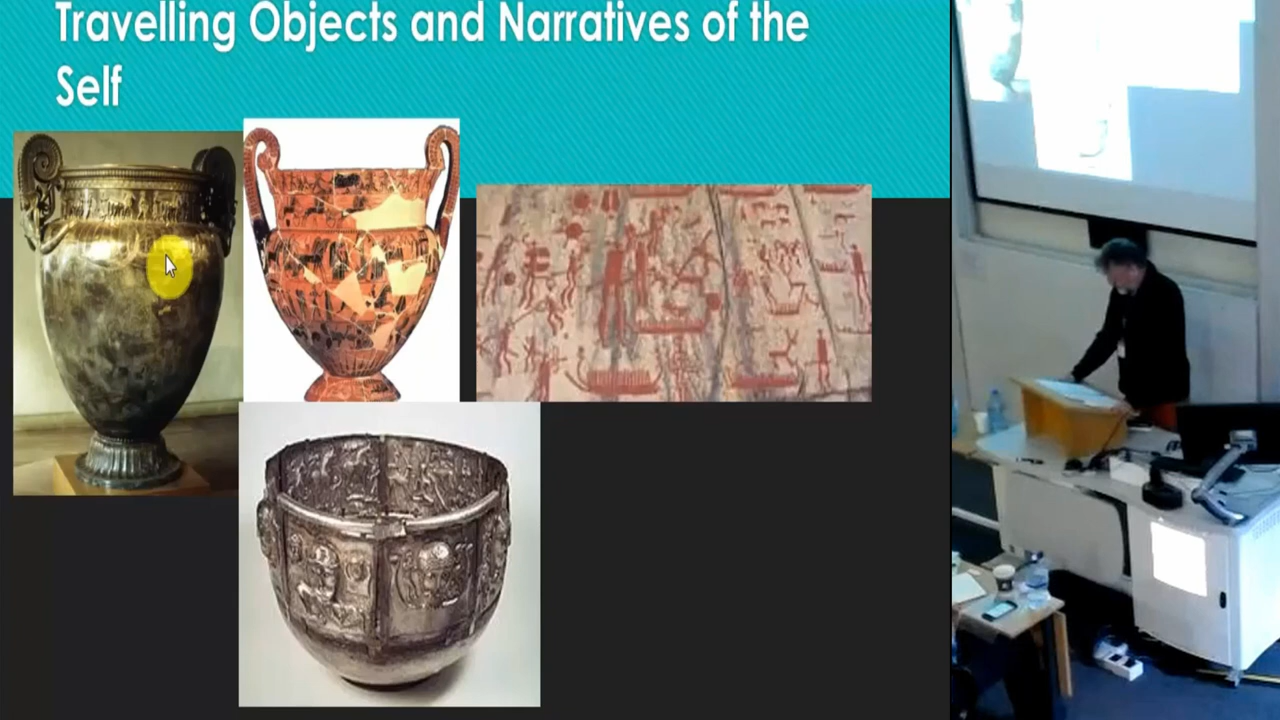 Travelling Objects and Narratives of the
Self